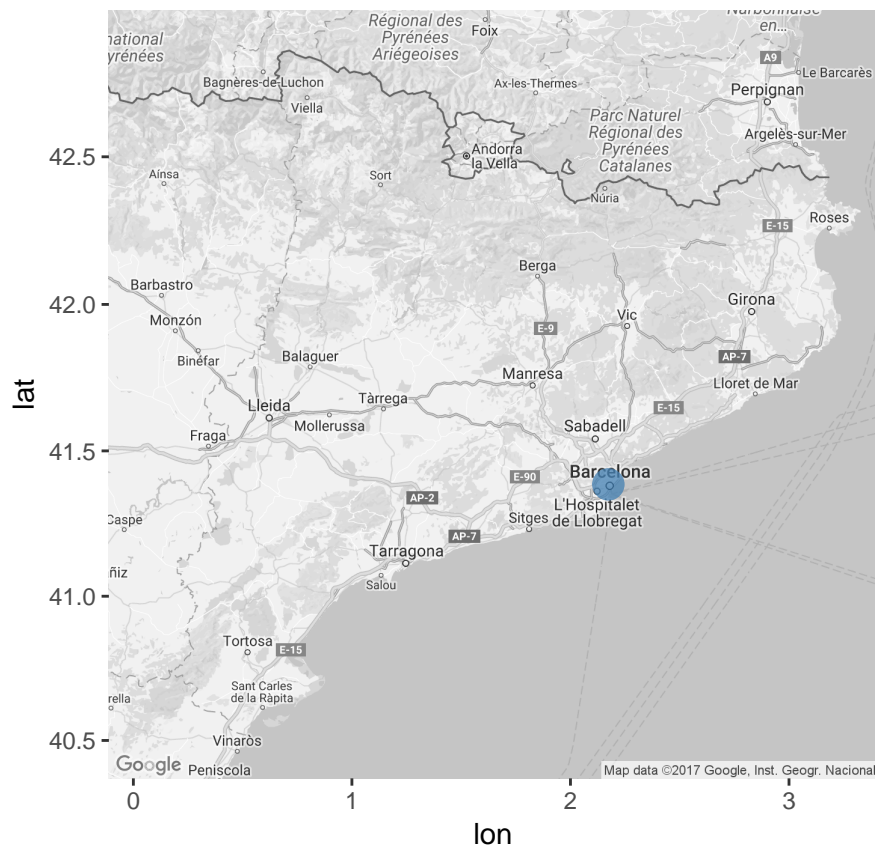 Narbonnaise
en...
Régional des
Pyrénées
Ariégeoises
Foix
national
yrénées
A9
Le Barcarès
Bagnères-de-Luchon
Ax-les-Thermes
Perpignan
Viella
Parc Naturel
Régional des
Pyrénées
Catalanes
Argelès-sur-Mer
42.5
Andorra
la Vella
Aínsa
Sort
Núria
Roses
E-15
Berga
Barbastro
42.0
Girona
Monzón
Vic
E-9
Binéfar
Balaguer
AP-7
Manresa
Lloret de Mar
lat
Lleida
Tàrrega
E-15
Mollerussa
Sabadell
Fraga
41.5
Barcelona
E-90
AP-2
L'Hospitalet
de Llobregat
Caspe
Sitges
AP-7
Tarragona
ñiz
Salou
41.0
Tortosa
E-15
Sant Carles
de la Ràpita
rella
40.5
Vinaròs
Google
Peniscola
Map data ©2017 Google, Inst. Geogr. Nacional
0
1
2
3
lon